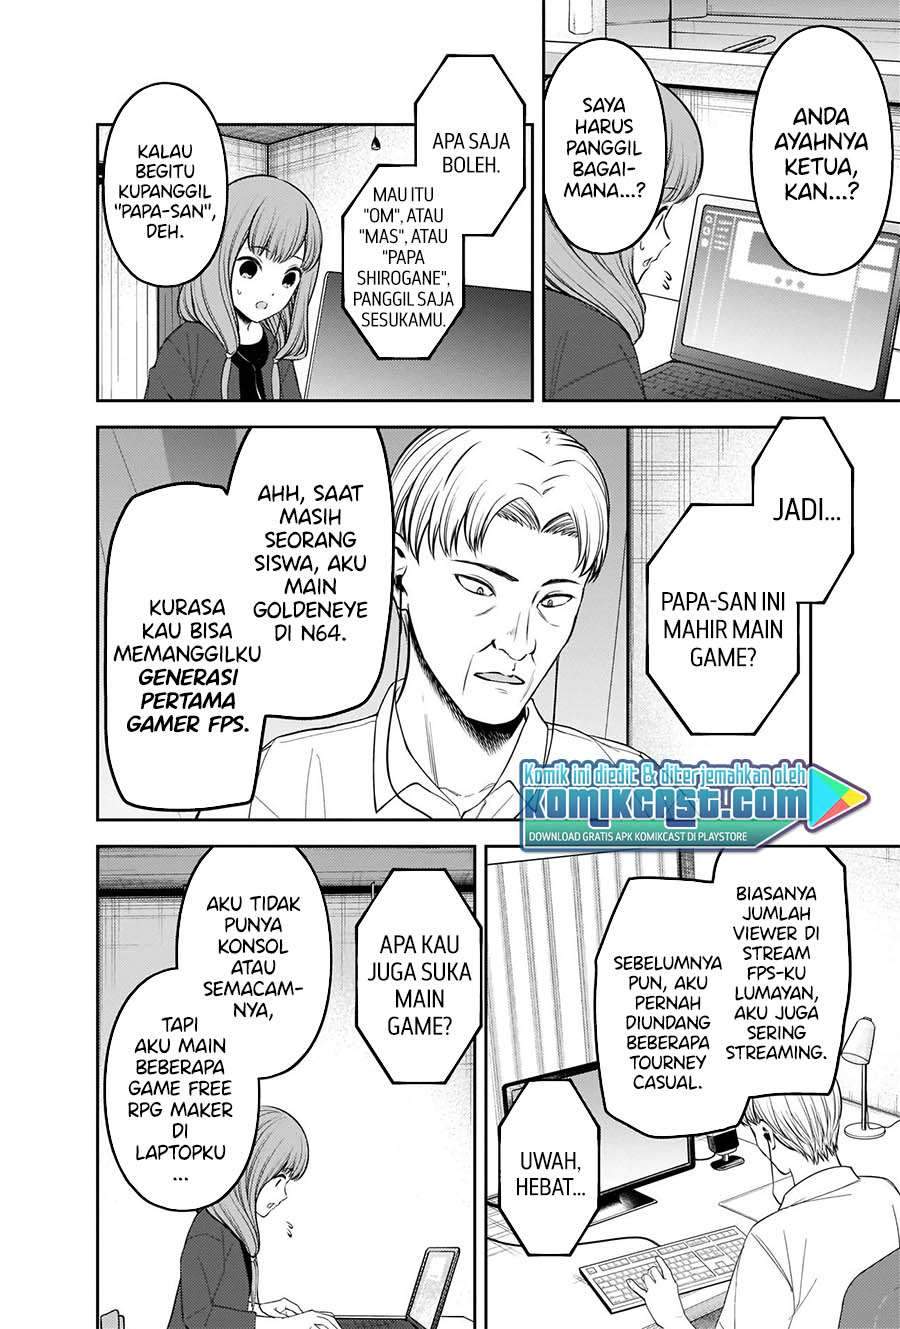 ANDA
AYAHNYA
KETUA,
KAN...?
SAYA
HARUS
PANGGIL
BAGAI-
MANA...?
APA SAJA
BOLEH.
MAU ITU
"OM", ATAU
"MAS", ATAU
"PAPA
SHIROGANE",
PANGGIL SAJA
SESUKAMU.
KALAU
BEGITU
KUPANGGIL
"PAPA-SAN",
DEH.
JADI...
PAPA-SAN INI
MAHIR MAIN
GAME?
AHH, SAAT
MASIH
SEORANG
SISWA, AKU
MAIN
GOLDENEYE
DI N64.
KURASA
KAU BISA
MEMANGGILKU
GENERASI
PERTAMA
GAMER FPS.
Komik ini diedit & diterjemahkan oleh
KOMIKCAST.COM
DOWNLOAD GRATIS APK KOMIKCAST DI PLAYSTORE
BIASANYA
JUMLAH
VIEWER DI
STREAM
FPS-KU
LUMAYAN,
AKU JUGA
SERING
STREAMING.
SEBELUMNYA
PUN, AKU
PERNAH
DIUNDANG
BEBERAPA
TOURNEY
CASUAL.
UWAH,
HEBAT...
APA KAU
JUGA SUKA
MAIN
GAME?
AKU TIDAK
PUNYA
KONSOL
ATAU
SEMACAM-
NYA,
TAPI
AKU MAIN
BEBERAPA
GAME FREE
RPG MAKER
DI
LAPTOPKU
...